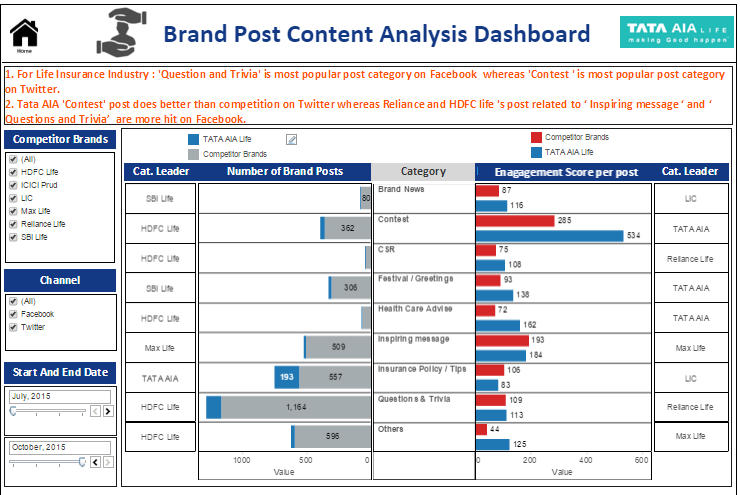 Home
Brand Post Content Analysis Dashboard
TATA AIA LIFE
making Good happen
1. For Life Insurance Industry : 'Question and Trivia' is most popular post category on Facebook whereas 'Contest ' is most popular post category
on Twitter.
2. Tata AIA 'Contest' post does better than competition on Twitter whereas Reliance and HDFC life 's post related to ‘ Inspiring message ‘ and ‘
Questions and Trivia’ are more hit on Facebook.
Competitor Brands
(All)
HDFC Life
ICICI Prud
LIC
Max Life
Reliance Life
SBI Life
Channel
(All)
Facebook
Twitter
Start And End Date
July, 2015
October, 2015
TATA AIA Life
Competitor Brands
Competitor Brands
TATA AIA Life
Cat. Leader Number of Brand Posts Category Enagagement Score per post Cat. Leader
SBI Life 80 Brand News 87 116 LIC
HDFC Life 362 Contest 285 534 TATA AIA
HDFC Life CSR 75 108 Reliance Life
SBI Life 306 Festival / Greetings 93 138 TATA AIA
HDFC Life Health Care Advise 72 162 TATA AIA
Max Life 509 Inspiring message 193 184 Max Life
TATA AIA 193 557 Insurance Policy / Tips 106 83 LIC
HDFC Life 1,164 Questions & Trivia 109 113 Reliance Life
HDFC Life 596 Others 44 125 Max Life
1000 500 0 0 200 400 600
Value Value